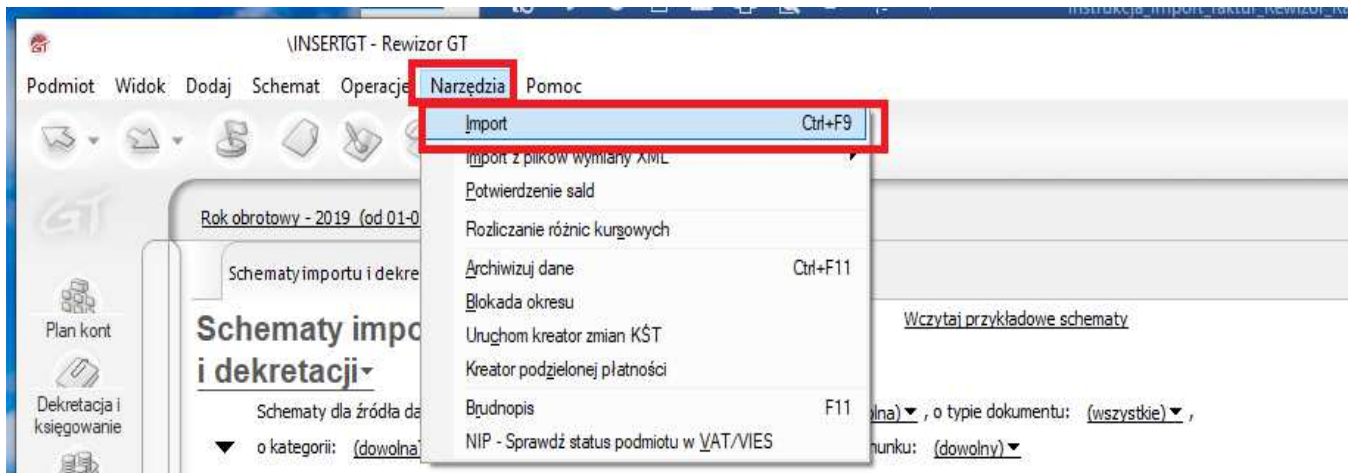 Instrukcja_import_faktur_Rewizor_
\INSERTGT - Rewizor GT
Podmiot Widok Dodaj Schemat Operacje Narzędzia Pomoc
Import Ctrl+F9
Import z plików wymiany XML
Potwierdzenie sald
Rozliczanie różnic kursowych
Archiwizuj dane Ctrl+F11
Blokada okresu
Uruchom kreator zmian KŚT
Kreator podzielonej płatności
Brudnopis F11
NIP - Sprawdź status podmiotu w VAT/VIES
GT
Rok obrotowy - 2019 (od 01-0
Schematy importu i dekre
Plan kont
Schematy impo
i dekretacji
Wczytaj przykładowe schematy
Dekretacja i
księgowanie
Schematy dla źródła da
lna) , o typie dokumentu: (wszystkie) ,
o kategorii: (dowolna)
unku: (dowolny)